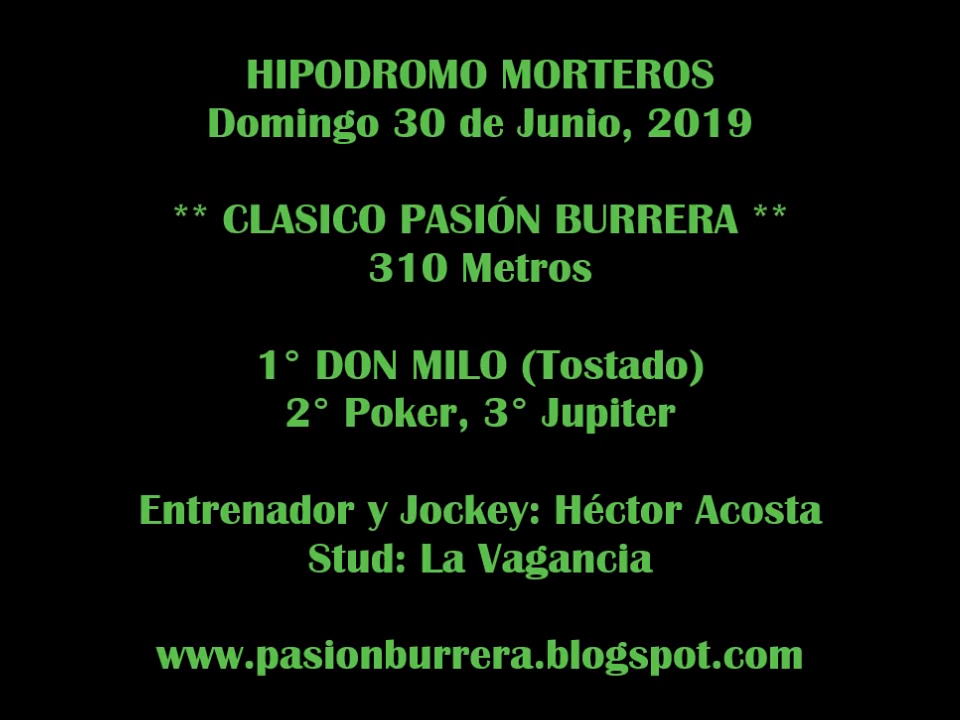 HIPODROMO MORTEROS
Domingo 30 de Junio, 2019
** CLASICO PASIÓN BURRERA **
310 Metros
1° DON MILO (Tostado)
2° Poker, 3° Jupiter
Entrenador y Jockey: Héctor Acosta
Stud: La Vagancia
www.pasionburrera.blogspot.com